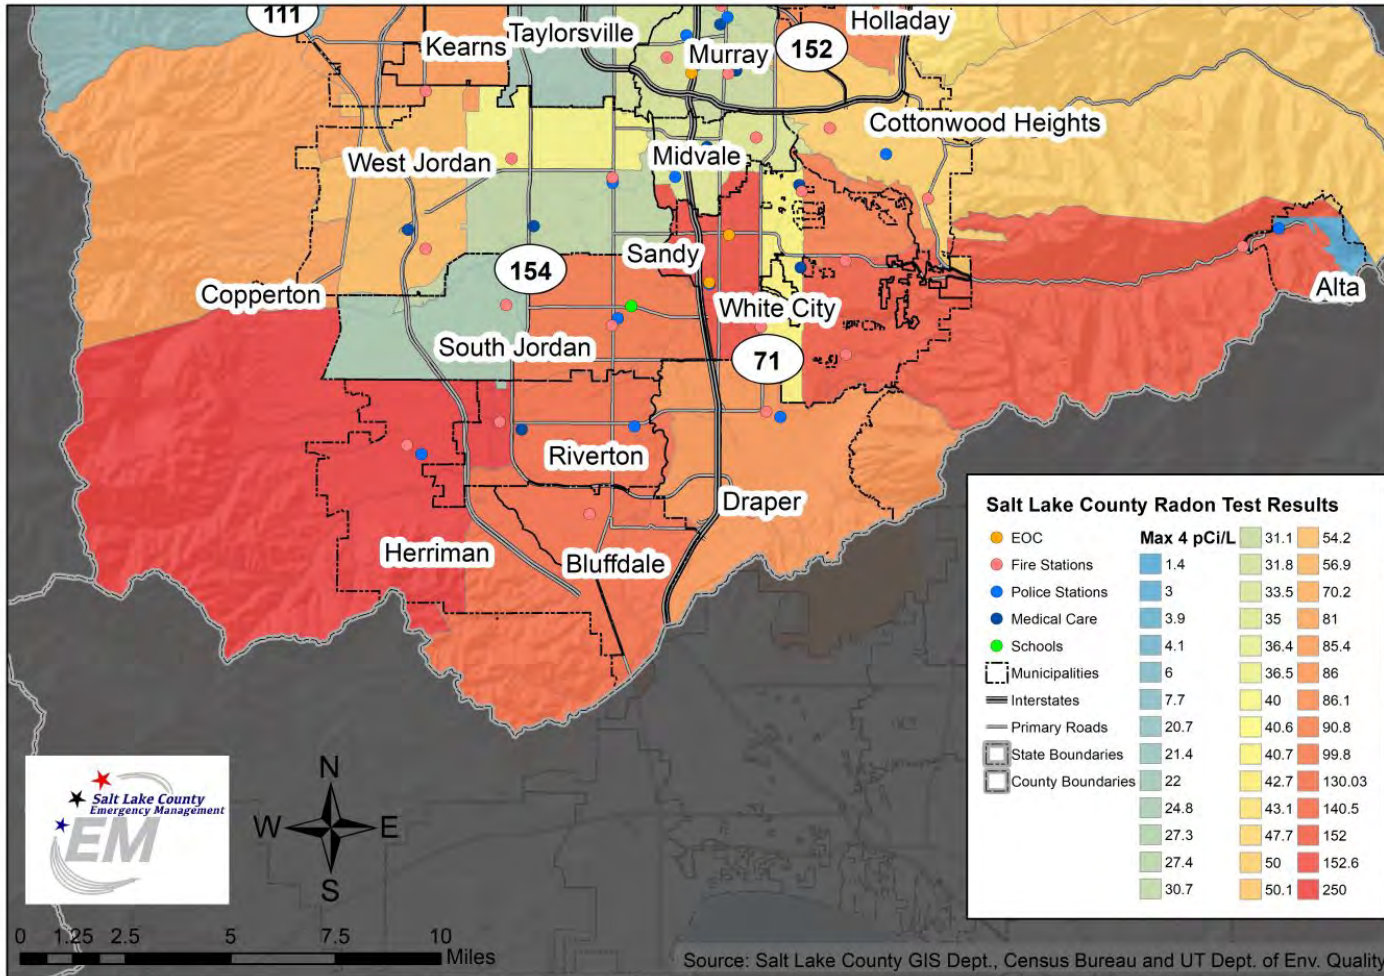 111
Taylorsville
Holladay
Kearns
Murray
152
Cottonwood Heights
West Jordan
Midvale
Sandy
154
Copperton
Alta
White City
South Jordan
71
Riverton
Draper
Herriman
Bluffdale
Salt Lake County Radon Test Results
EOC
Fire Stations
Police Stations
Medical Care
Schools
Municipalities
Interstates
Primary Roads
State Boundaries
County Boundaries
Max 4 pCi/L
1.4
3
3.9
4.1
6
7.7
20.7
21.4
22
24.8
27.3
27.4
30.7
31.1
31.8
33.5
35
36.4
36.5
40
40.6
40.7
42.7
43.1
47.7
50
50.1
54.2
56.9
70.2
81
85.4
86
86.1
90.8
99.8
130.03
140.5
152
152.6
250
Salt Lake County
Emergency Management
EM
N
W E
S
0 1.25 2.5 5 7.5 10
Miles
Source: Salt Lake County GIS Dept., Census Bureau and UT Dept. of Env. Quality